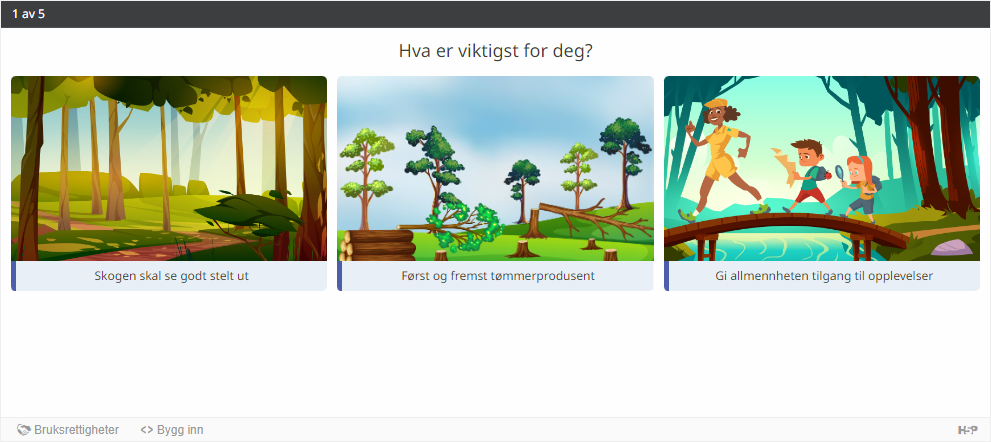 1 av 5
Hva er viktigst for deg?
Skogen skal se godt stelt ut
Først og fremst tømmerprodusent
Gi allmennheten tilgang til opplevelser
Bruksrettigheter
<> Bygg inn
H5P